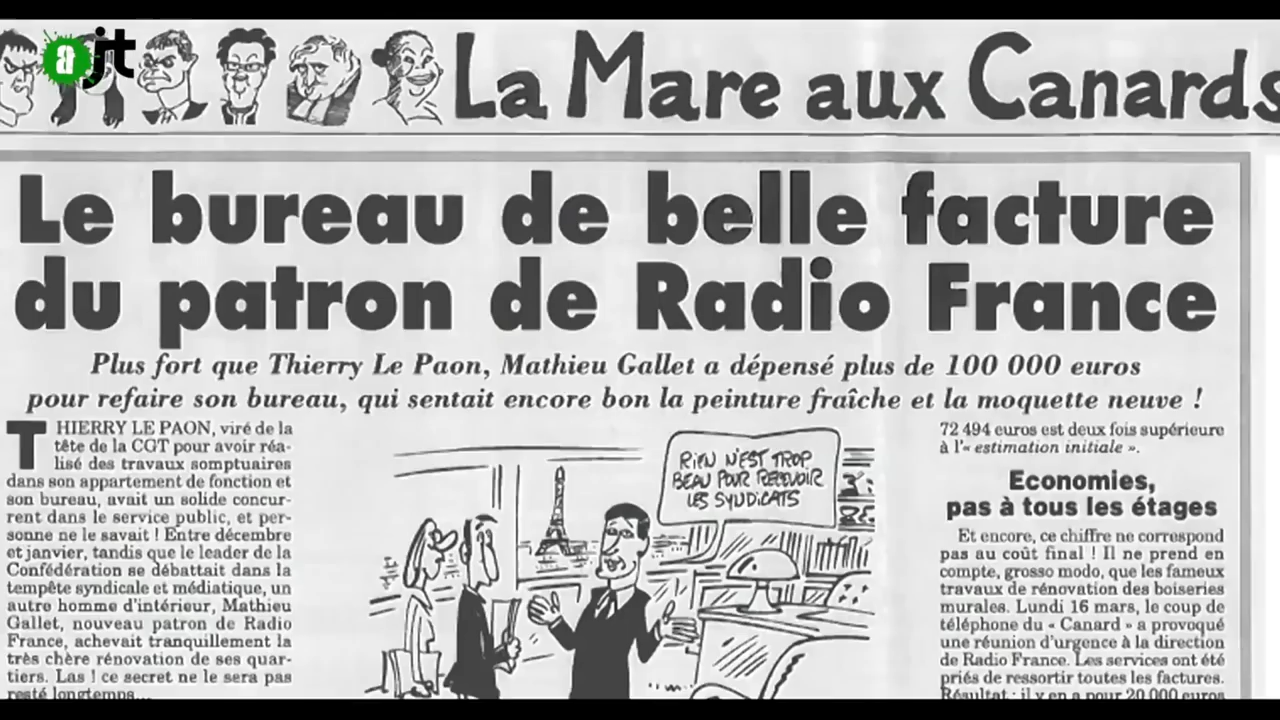 ajt
La Mare aux Canards
Le bureau de belle facture
du patron de Radio France
Plus fort que Thierry Le Paon, Mathieu Gallet a dépensé plus de 100 000 euros
pour refaire son bureau, qui sentait encore bon la peinture fraîche et la moquette neuve !
THIERRY LE PAON, viré de la
tête de la CGT pour avoir réa-
lisé des travaux somptuaires
dans son appartement de fonction et
son bureau, avait un solide concur-
rent dans le service public, et per-
sonne ne le savait ! Entre décembre
et janvier, tandis que le leader de la
Confédération se débattait dans la
tempête syndicale et médiatique, un
autre homme d'intérieur, Mathieu
Gallet, nouveau patron de Radio
France, achevait tranquillement la
très chère rénovation de ses quar-
tiers. Las ! ce secret ne le sera pas
resté longtemps...
RIEN N'EST TROP
BEAU POUR RECEVOIR
LES SYNDICATS
72 494 euros est deux fois supérieure
à l'« estimation initiale ».
Economies,
pas à tous les étages
Et encore, ce chiffre ne correspond
pas au coût final ! Il ne prend en
compte, grosso modo, que les fameux
travaux de rénovation des boiseries
murales. Lundi 16 mars, le coup de
téléphone du « Canard » a provoqué
une réunion d'urgence à la direction
de Radio France. Les services ont été
priés de ressortir toutes les factures.
Résultat : il y en a pour 20 000 euros